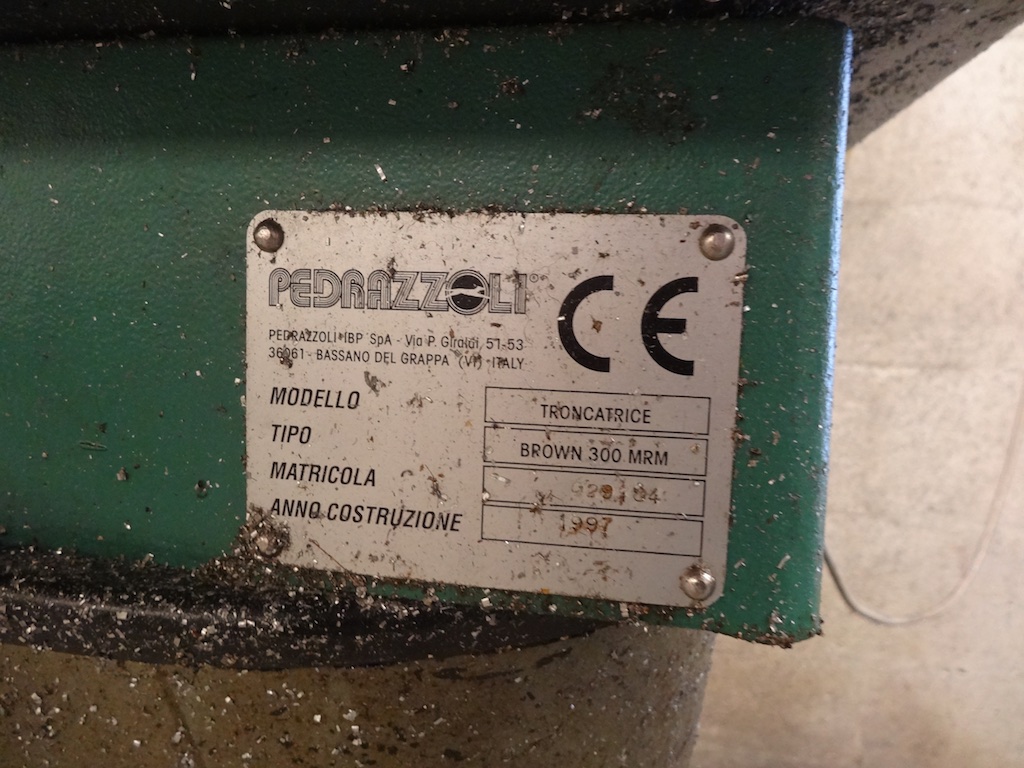 PEDRAZZOLI®
CE
PEDRAZZOLI IBP SpA - Via P. Giraldi, 51-53
36061 - BASSANO DEL GRAPPA (VI) - ITALY
MODELLO TRONCATRICE
TIPO BROWN 300 MRM
MATRICOLA
ANNO COSTRUZIONE 1997